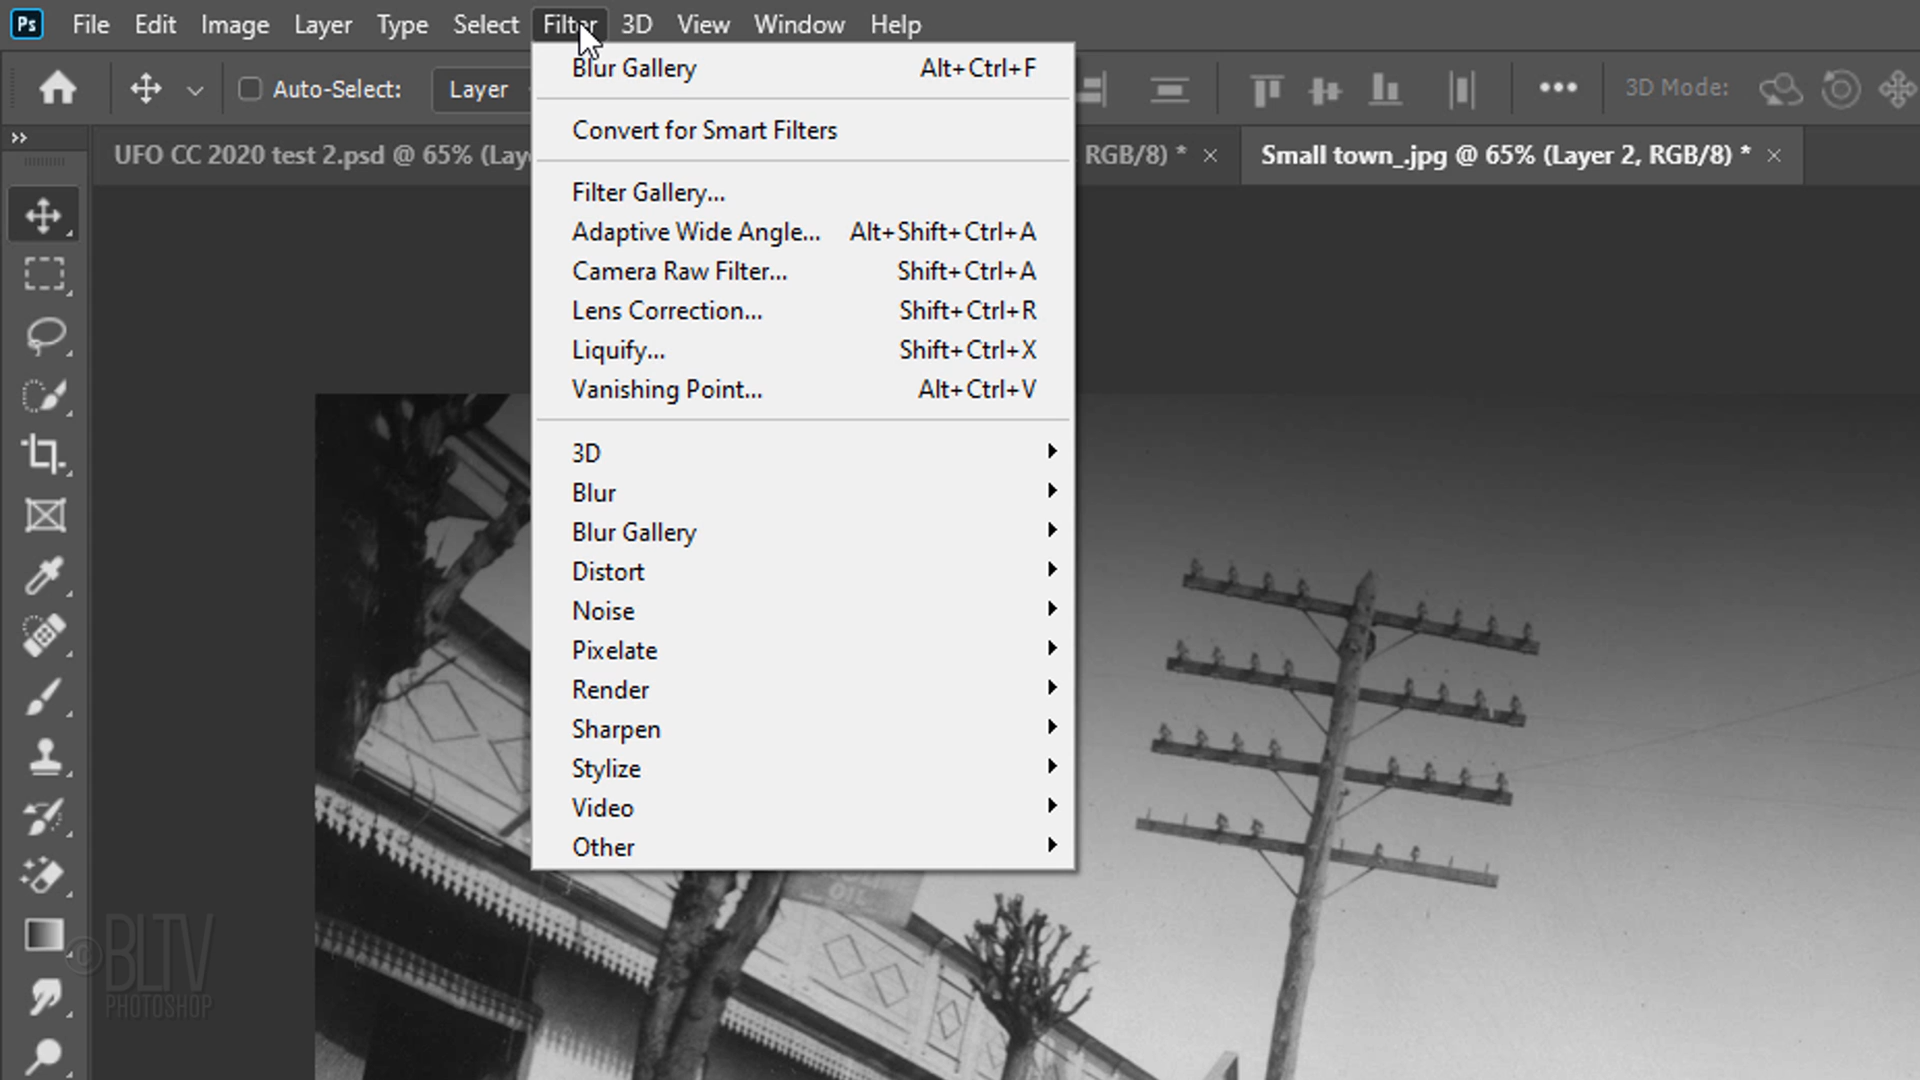 Ps File Edit Image Layer Type Select Filter 3D View Window Help
Auto-Select: Layer 3D Mode:
UFO CC 2020 test 2.psd @ 65% (Lay RGB/8) * Small town_.jpg @ 65% (Layer 2, RGB/8) *
Blur Gallery Alt+Ctrl+F
Convert for Smart Filters
Filter Gallery...
Adaptive Wide Angle... Alt+Shift+Ctrl+A
Camera Raw Filter... Shift+Ctrl+A
Lens Correction... Shift+Ctrl+R
Liquify... Shift+Ctrl+X
Vanishing Point... Alt+Ctrl+V
3D
Blur
Blur Gallery
Distort
Noise
Pixelate
Render
Sharpen
Stylize
Video
Other
OIL
© BLTV
PHOTOSHOP